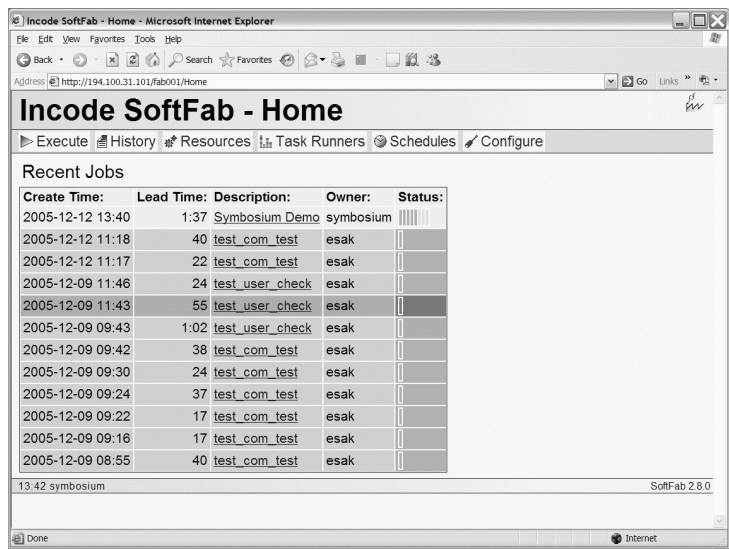 Incode SoftFab - Home - Microsoft Internet Explorer
File Edit View Favorites Tools Help
Back Search Favorites
Address http://194.100.31.101/fab001/Home Go Links »
Incode SoftFab - Home
Execute History Resources Task Runners Schedules Configure
Recent Jobs
Create Time: Lead Time: Description: Owner: Status:
2005-12-12 13:40 1:37 Symbosium Demo symbosium
2005-12-12 11:18 40 test_com_test esak
2005-12-12 11:17 22 test_com_test esak
2005-12-09 11:46 24 test_user_check esak
2005-12-09 11:43 55 test_user_check esak
2005-12-09 09:43 1:02 test_user_check esak
2005-12-09 09:42 38 test_com_test esak
2005-12-09 09:30 24 test_com_test esak
2005-12-09 09:24 37 test_com_test esak
2005-12-09 09:22 17 test_com_test esak
2005-12-09 09:16 17 test_com_test esak
2005-12-09 08:55 40 test_com_test esak
13:42 symbosium SoftFab 2.8.0
Done Internet